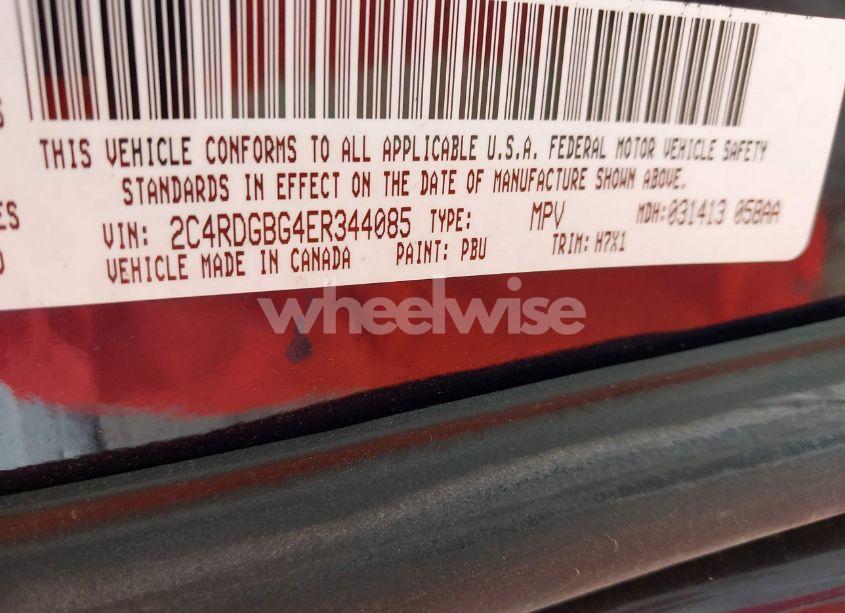 THIS VEHICLE CONFORMS TO ALL APPLICABLE U.S.A. FEDERAL MOTOR VEHICLE SAFETY
STANDARDS IN EFFECT ON THE DATE OF MANUFACTURE SHOWN ABOVE.
VIN: 2C4RDGBG4ER344085 TYPE: MPV MDH: 031413 058AA
VEHICLE MADE IN CANADA PAINT: PBU TRIM: H7X1
wheelwise